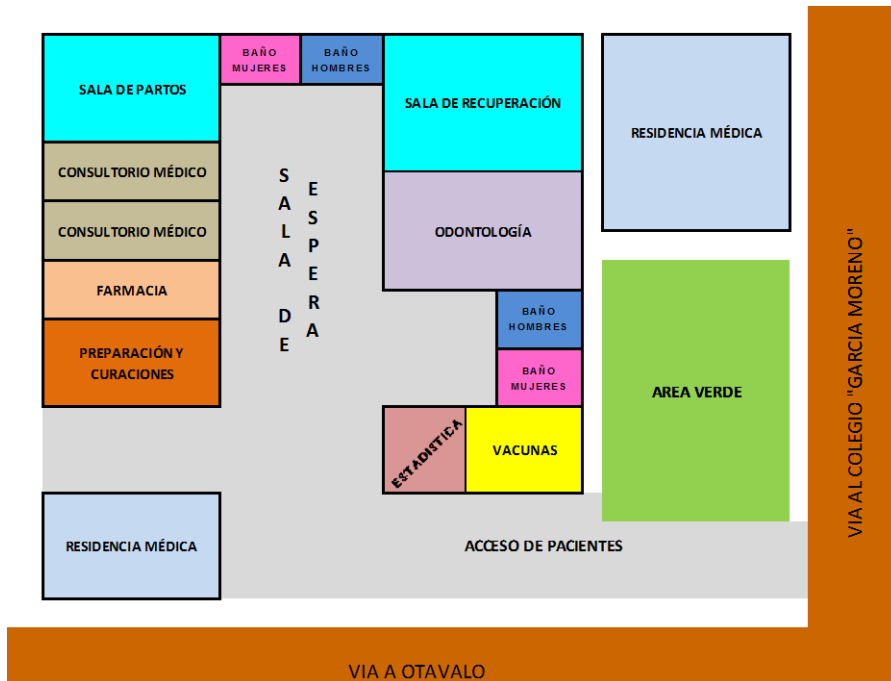 BAÑO
MUJERES
BAÑO
HOMBRES
SALA DE PARTOS
SALA DE RECUPERACIÓN
RESIDENCIA MÉDICA
CONSULTORIO MÉDICO
CONSULTORIO MÉDICO
SALA DE
ESPERA
ODONTOLOGÍA
FARMACIA
BAÑO
HOMBRES
PREPARACIÓN Y
CURACIONES
BAÑO
MUJERES
AREA VERDE
ESTADISTICA
VACUNAS
RESIDENCIA MÉDICA
ACCESO DE PACIENTES
VIA AL COLEGIO "GARCIA MORENO"
VIA A OTAVALO